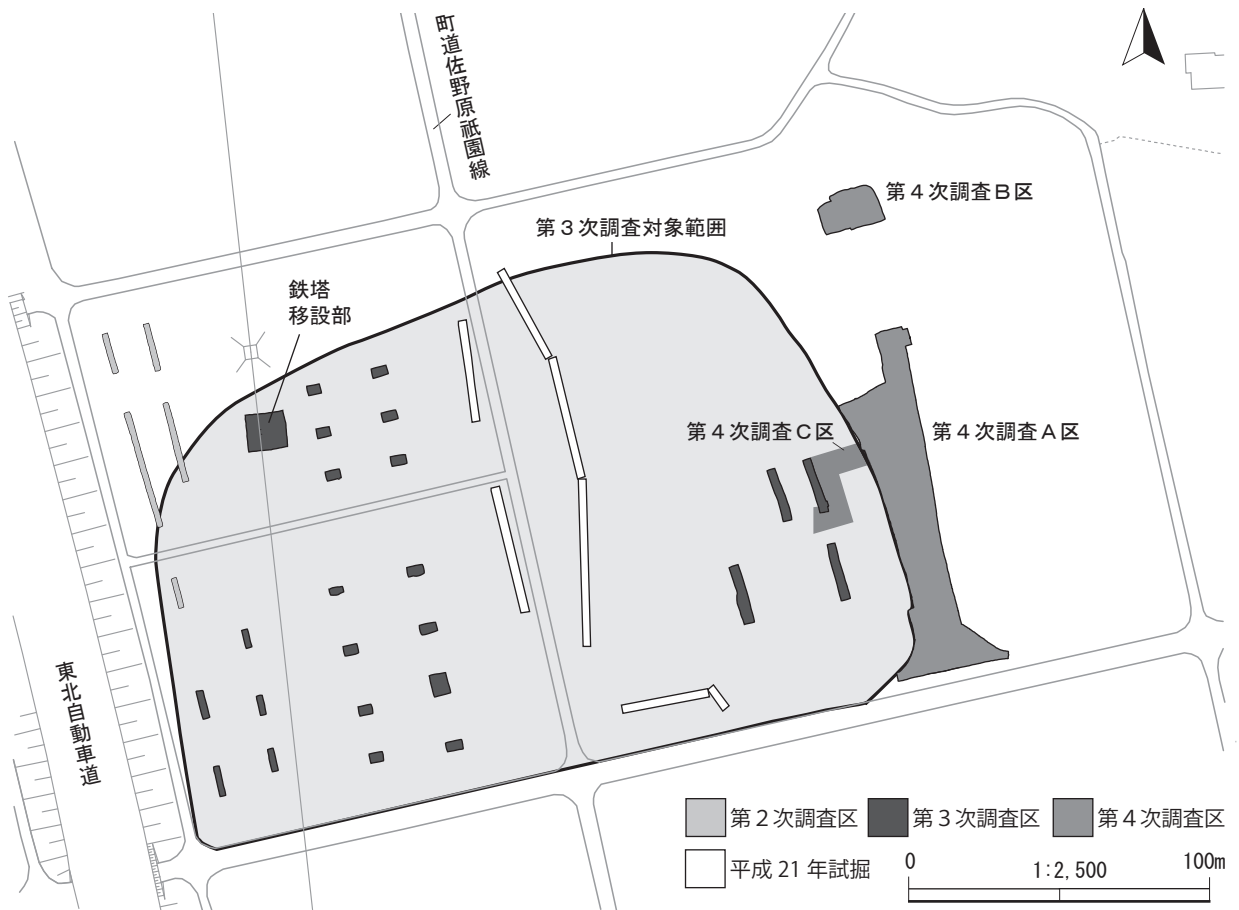 町道佐野原祇園線
第4次調査B区
第3次調査対象範囲
鉄塔
移設部
第4次調査C区
第4次調査A区
東北自動車道
第2次調査区
第3次調査区
第4次調査区
平成21年試掘
0
1:2,500
100m